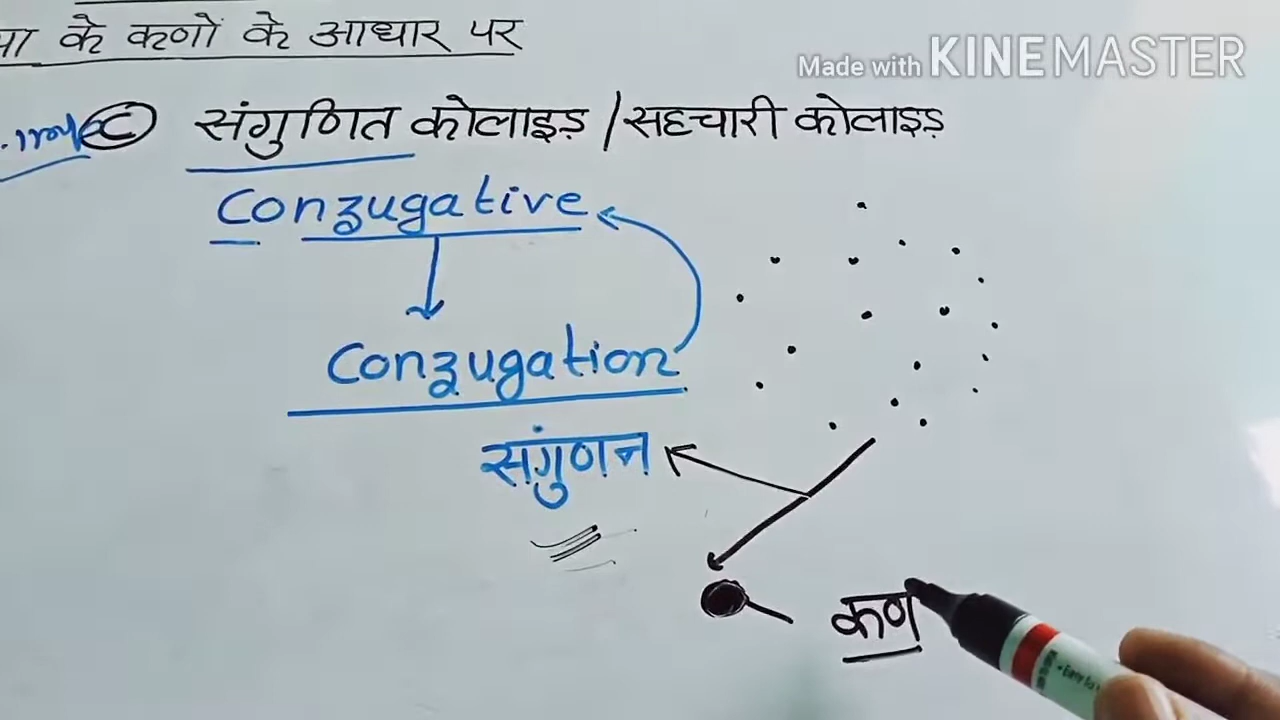 के कणों के आधार पर
Made with KINEMASTER
C संगुणित कोलाइड़ / सहचारी कोलाइड़
Conzugative
Conzugation
संगुणन
कण